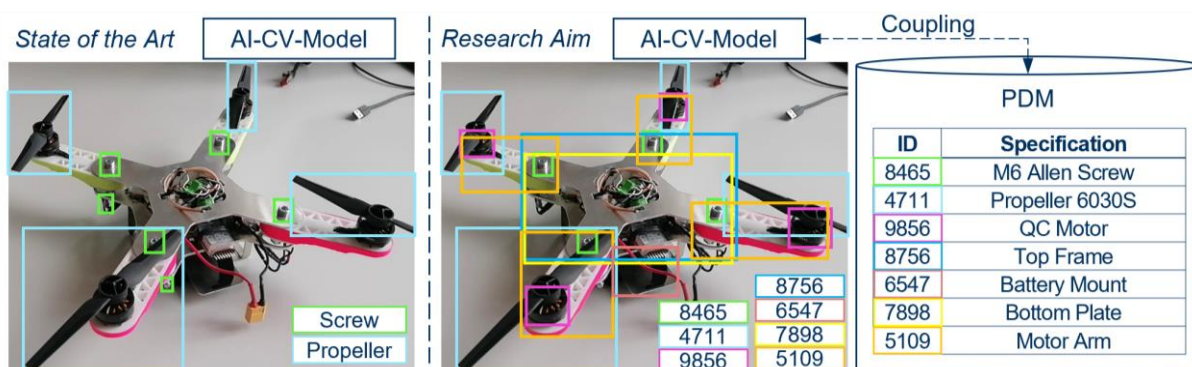 State of the Art
AI-CV-Model
Screw
Propeller
Research Aim
AI-CV-Model
Coupling
8465
4711
9856
8756
6547
7898
5109
PDM
ID Specification
8465 M6 Allen Screw
4711 Propeller 6030S
9856 QC Motor
8756 Top Frame
6547 Battery Mount
7898 Bottom Plate
5109 Motor Arm